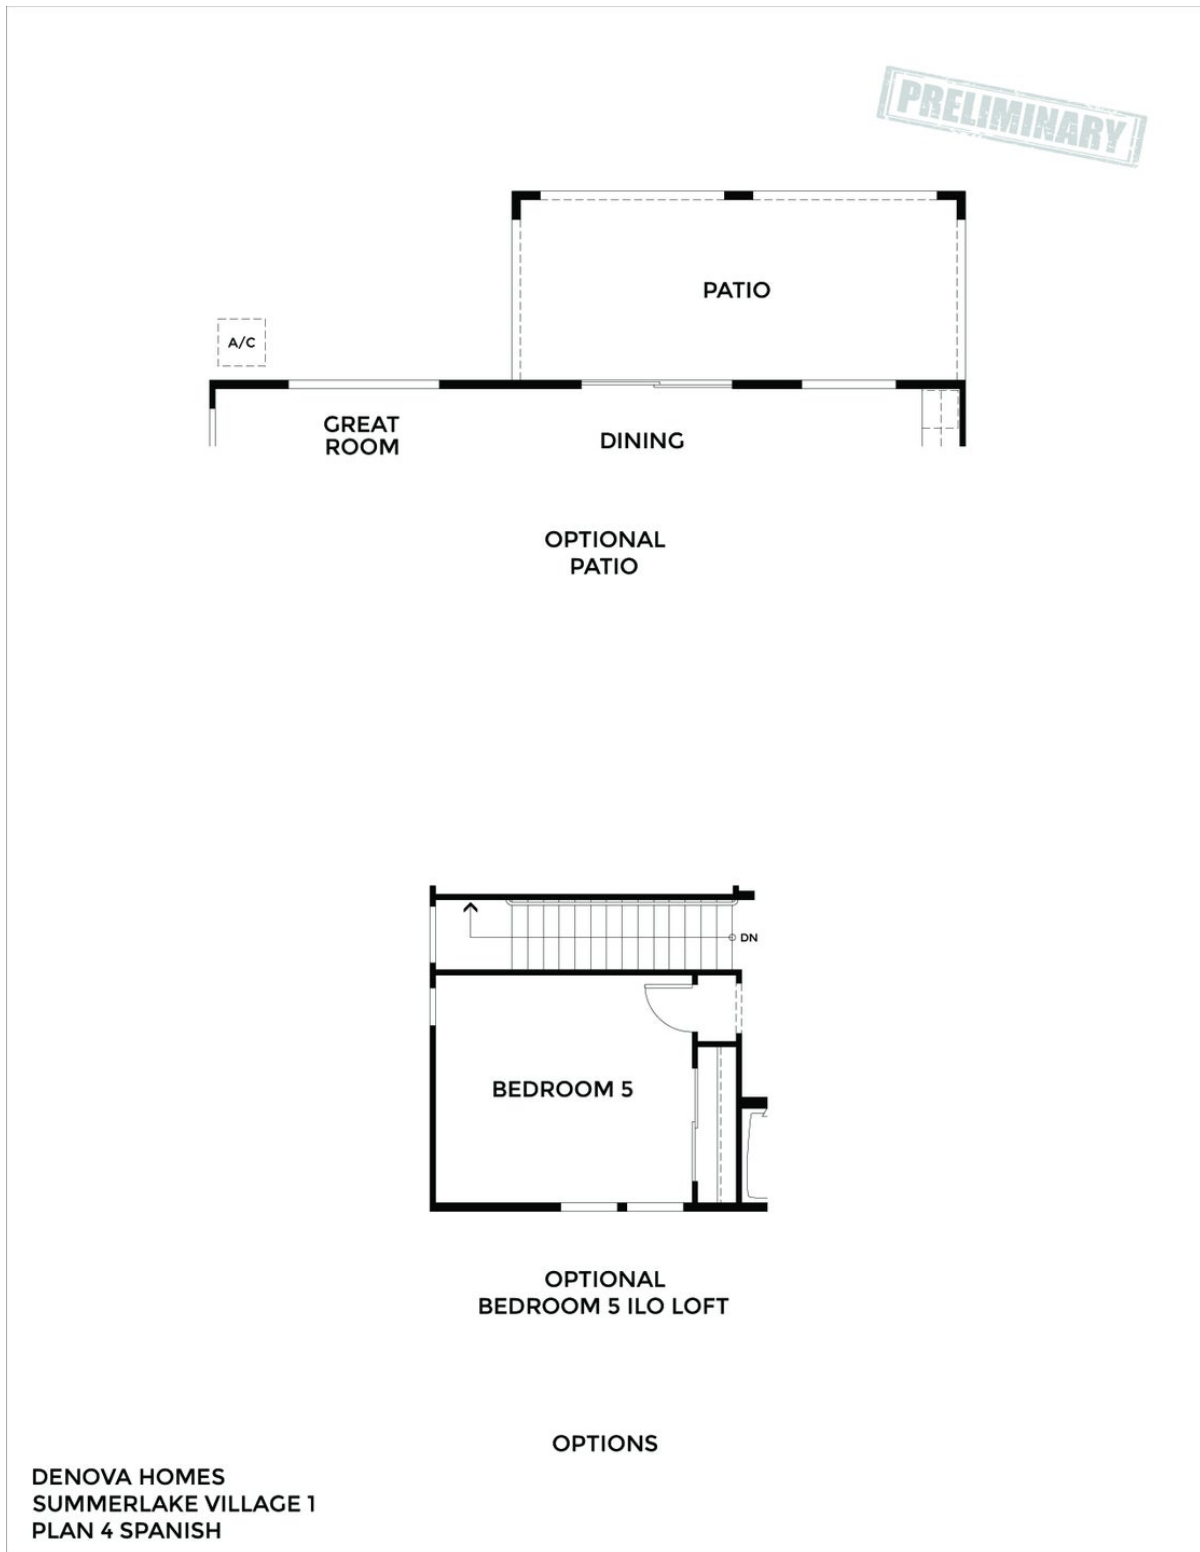 PRELIMINARY
PATIO
A/C
GREAT
ROOM
DINING
OPTIONAL
PATIO
DN
BEDROOM 5
OPTIONAL
BEDROOM 5 ILO LOFT
OPTIONS
DENOVA HOMES
SUMMERLAKE VILLAGE 1
PLAN 4 SPANISH